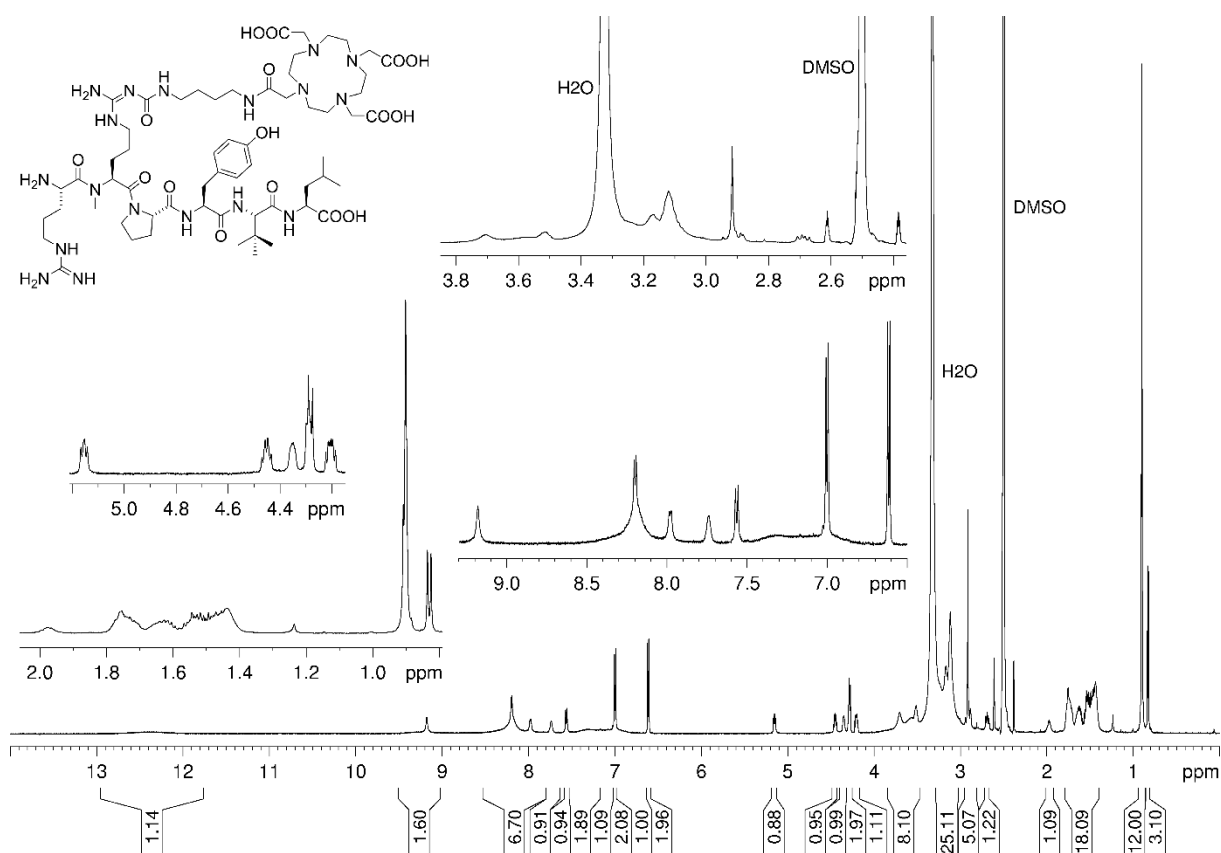 HOOC
N
N
COOH
NH2
N
H
N
O
N
H
O
N
N
COOH
HN
O
OH
H2N
O
N
O
N
O
N
H
H
N
O
O
N
H
COOH
NH
H2N
NH
H2O
DMSO
3.8 3.6 3.4 3.2 3.0 2.8 2.6 ppm
DMSO
H2O
5.0 4.8 4.6 4.4 ppm
9.0 8.5 8.0 7.5 7.0 ppm
2.0 1.8 1.6 1.4 1.2 1.0 ppm
13 12 11 10 9 8 7 6 5 4 3 2 1 ppm
1.14
1.60
6.70
0.91
0.94
1.89
1.09
2.08
1.00
1.96
0.88
0.95
0.99
1.97
1.11
8.10
25.11
5.07
1.22
1.09
18.09
12.00
3.10